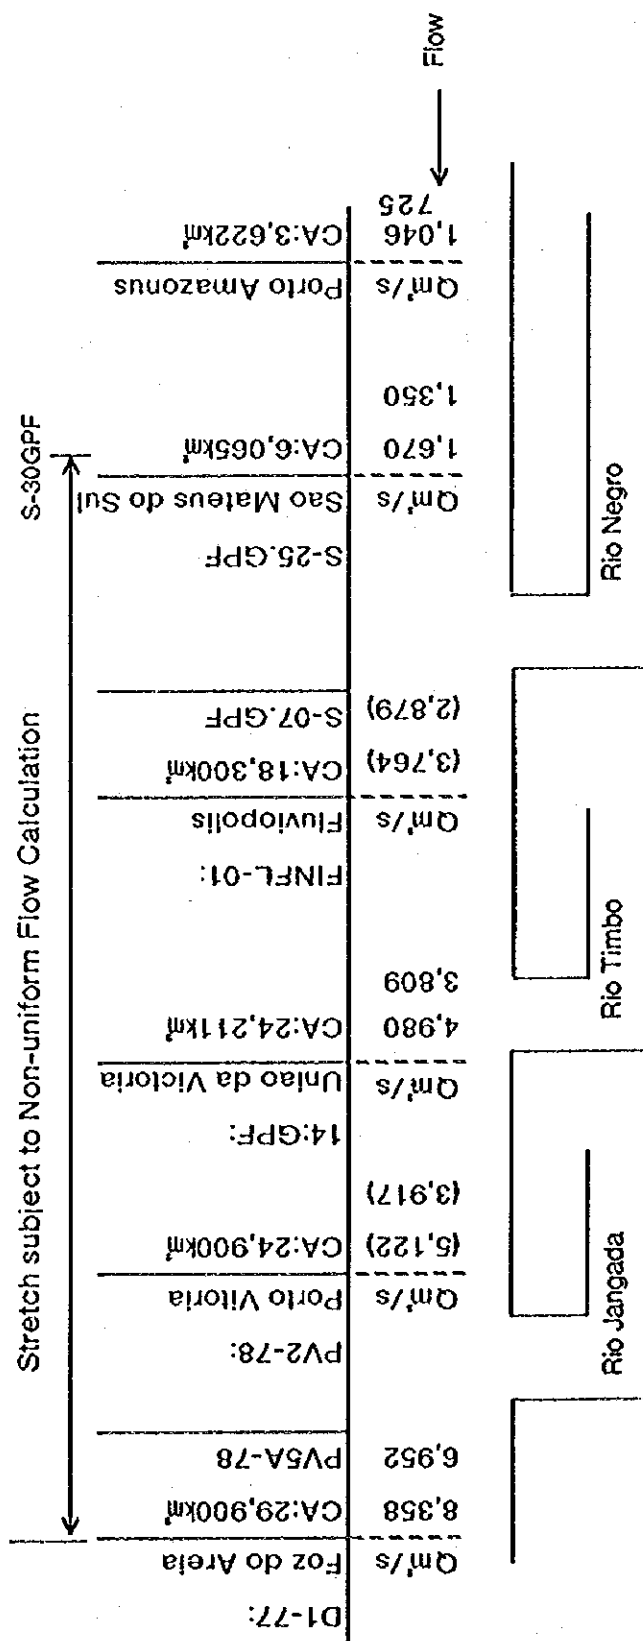 Stretch subject to Non-uniform Flow Calculation
S-30GPF
D1-77:
Foz do Areia
CA:29,900km²
PV5A-78
Qm³/s
8,358
6,952
PV2-78:
Porto Vitoria
CA:24,900km²
Qm³/s
(5,122)
(3,917)
14:GPF:
Uniao da Victoria
CA:24,211km²
Qm³/s
4,980
3,809
FINFL-01:
Fluviopolis
CA:18,300km²
S-07.GPF
Qm³/s
(3,764)
(2,879)
S-25.GPF
Sao Mateus do Sul
CA:6,065km²
Qm³/s
1,670
1,350
Porto Amazonus
CA:3,622km²
Qm³/s
1,046
725
Flow
Rio Jangada
Rio Timbo
Rio Negro